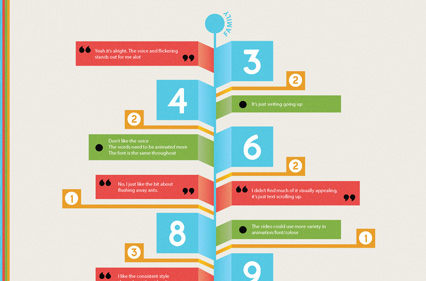 FAMILY
Yeah it's alright. The voice and flickering
stands out for me alot
3
2
4
It's just writing going up
2
Don't like the voice
The words need to be animated more
The font is the same throughout
6
2
No, I just like the bit about
flushing away ants.
I didn't find much of it visually appealing,
it's just text scrolling up.
1
8
The video could use more variety in
animation/font/colour
1
3
I like the consistent style
9